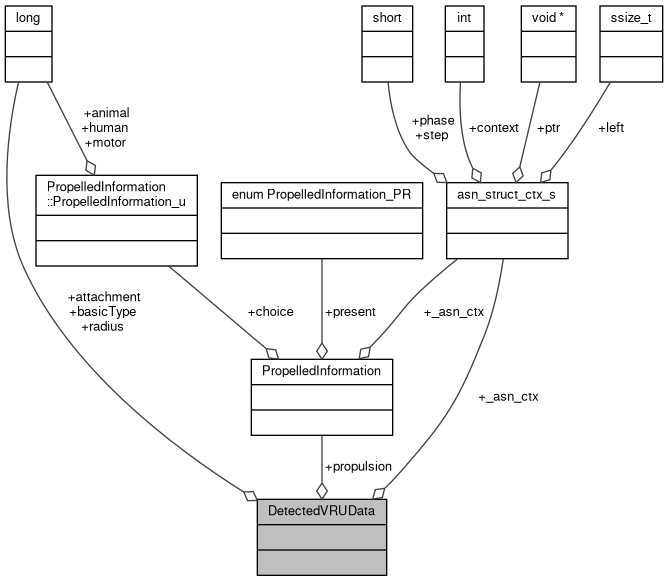 long
short
int
void *
ssize_t
+animal
+human
+motor
+phase
+step
+context
+ptr
+left
PropelledInformation
::PropelledInformation_u
enum PropelledInformation_PR
asn_struct_ctx_s
+attachment
+basicType
+radius
+choice
+present
+_asn_ctx
PropelledInformation
+_asn_ctx
+propulsion
DetectedVRUData